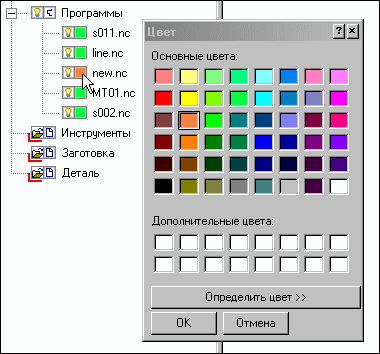 Программы
s011.nc
line.nc
new.nc
MT01.nc
s002.nc
Инструменты
Заготовка
Деталь
Цвет
Основные цвета:
Дополнительные цвета:
Определить цвет >>
OK
Отмена